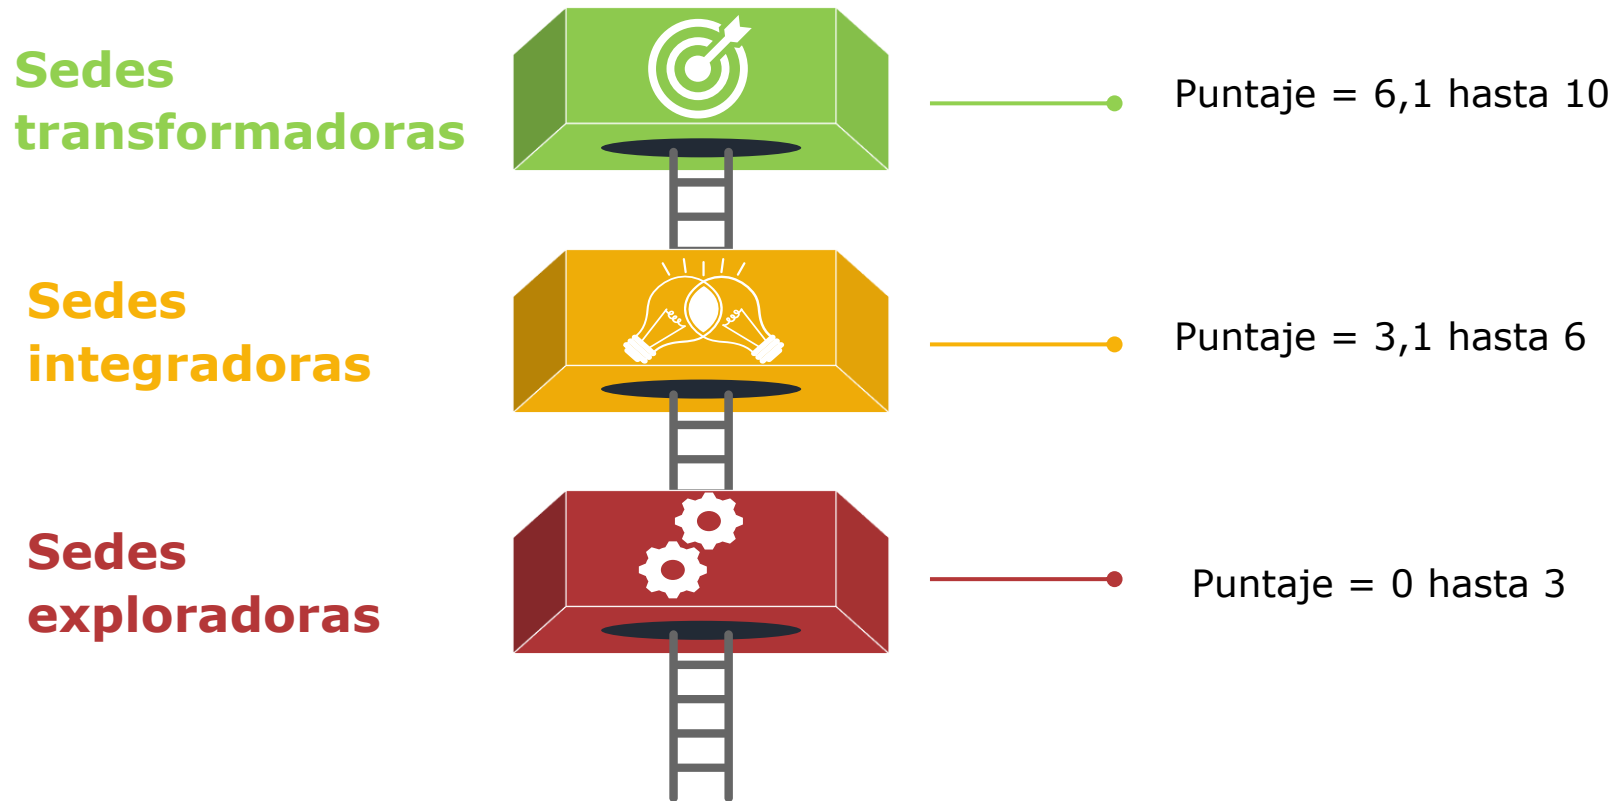 Sedes
transformadoras
Puntaje = 6,1 hasta 10
Sedes
integradoras
Puntaje = 3,1 hasta 6
Sedes
exploradoras
Puntaje = 0 hasta 3